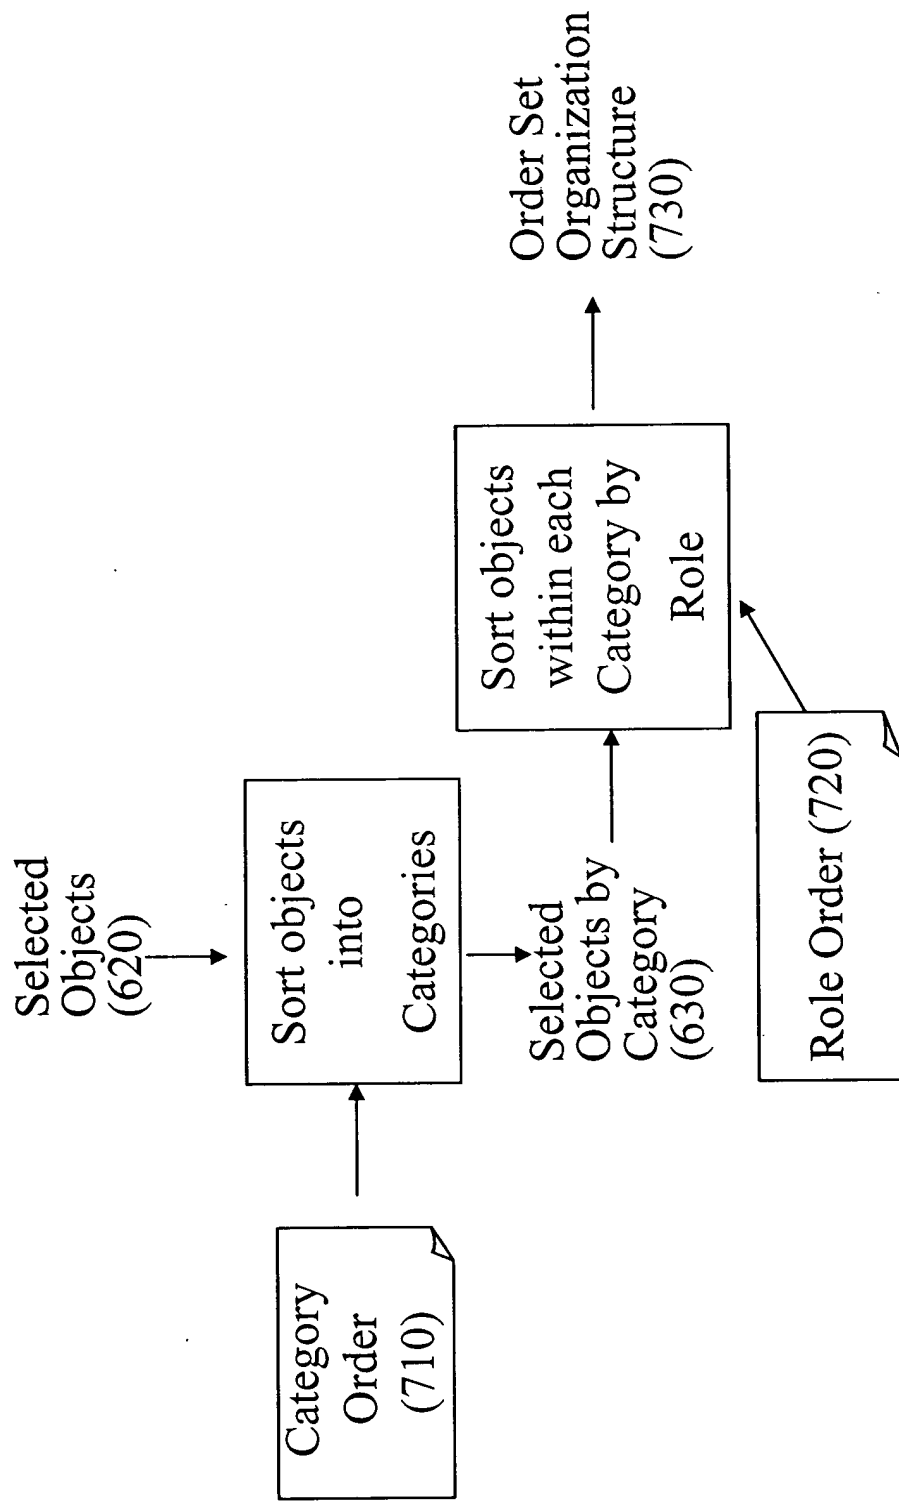 Selected
Objects
(620)
Category
Order
(710)
Sort objects
into
Categories
Selected
Objects by
Category
(630)
Role Order (720)
Sort objects
within each
Category by
Role
Order Set
Organization
Structure
(730)